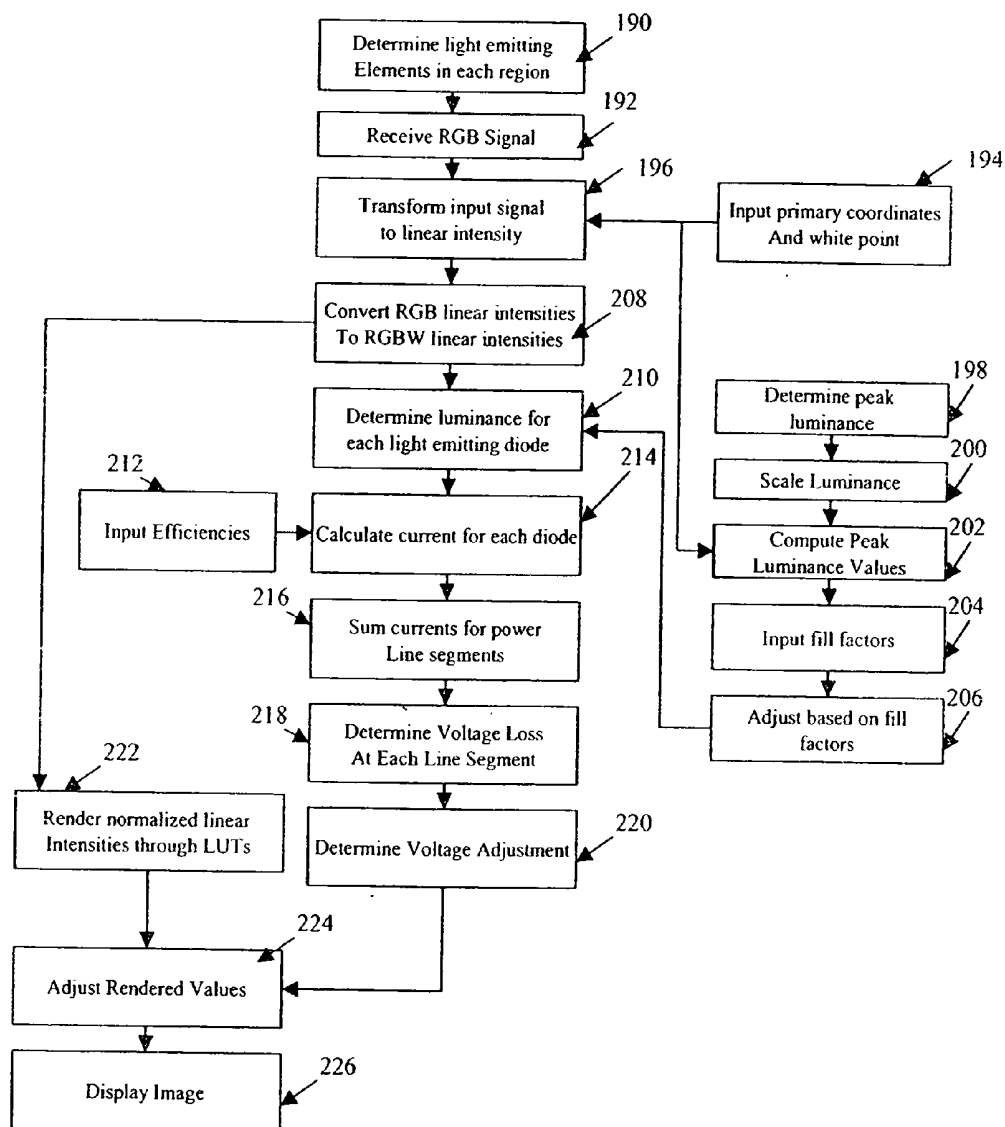 190
Determine light emitting
Elements in each region
192
Receive RGB Signal
196
Transform input signal
to linear intensity
194
Input primary coordinates
And white point
208
Convert RGB linear intensities
To RGBW linear intensities
210
Determine luminance for
each light emitting diode
198
Determine peak
luminance
200
Scale Luminance
212
Input Efficiencies
214
Calculate current for each diode
202
Compute Peak
Luminance Values
216
Sum currents for power
Line segments
204
Input fill factors
218
Determine Voltage Loss
At Each Line Segment
206
Adjust based on fill
factors
222
Render normalized linear
Intensities through LUTs
220
Determine Voltage Adjustment
224
Adjust Rendered Values
226
Display Image